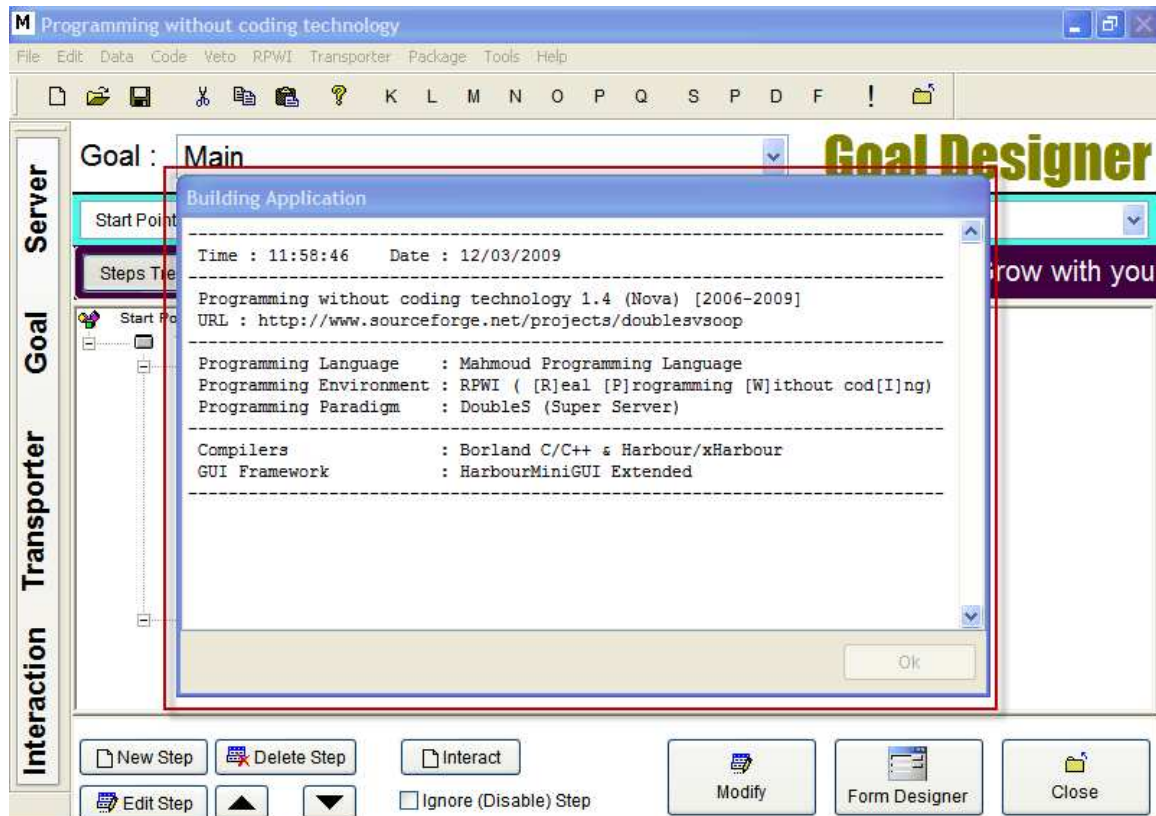 M Programming without coding technology
File Edit Data Code Veto RPWI Transporter Package Tools Help
K L M N O P Q S P D F !
Server
Goal
Transporter
Interaction
Goal : Main
Goal Designer
Start Point
Steps Tre
row with you
Start Po
Building Application
--------------------------------------------------------------------------
Time : 11:58:46 Date : 12/03/2009
--------------------------------------------------------------------------
Programming without coding technology 1.4 (Nova) [2006-2009]
URL : http://www.sourceforge.net/projects/doublesvsoop
--------------------------------------------------------------------------
Programming Language : Mahmoud Programming Language
Programming Environment : RPWI ( [R]eal [P]rogramming [W]ithout cod[I]ng)
Programming Paradigm : DoubleS (Super Server)
--------------------------------------------------------------------------
Compilers : Borland C/C++ & Harbour/xHarbour
GUI Framework : HarbourMiniGUI Extended
--------------------------------------------------------------------------
Ok
New Step Delete Step Interact
Edit Step Ignore (Disable) Step
Modify Form Designer Close